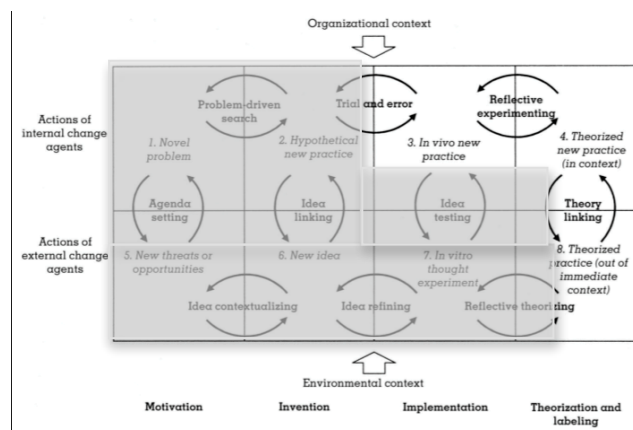 Organizational context
Actions of
internal change
agents
Problem-driven
search
Trial and error
Reflective
experimenting
1. Novel
problem
2. Hypothetical
new practice
3. In vivo new
practice
4. Theorized
new practice
(in context)
Agenda
setting
Idea
linking
Idea
testing
Theory
linking
Actions of
external change
agents
5. New threats or
opportunities
6. New idea
7. In vitro
thought
experiment
8. Theorized
practice (out of
immediate
context)
Idea contextualizing
Idea refining
Reflective theorizing
Environmental context
Motivation
Invention
Implementation
Theorization and
labeling